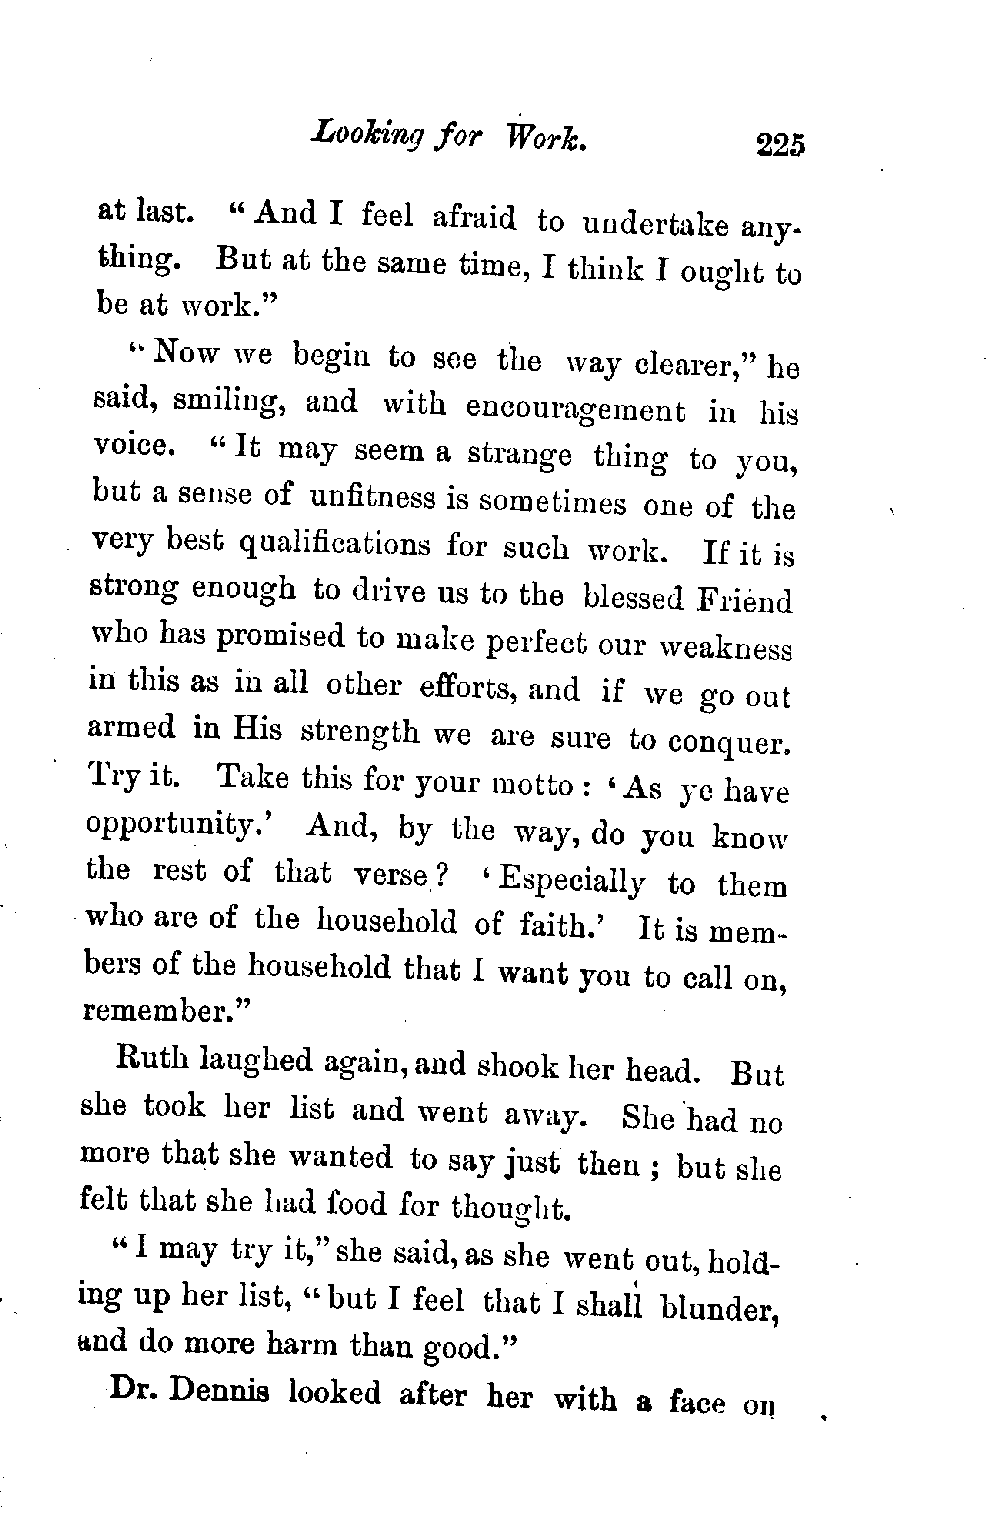 Looking for Work. 225
at last. “And I feel afraid to undertake any-
thing. But at the same time, I think I ought to
be at work.”
“Now we begin to see the way clearer,” he
said, smiling, and with encouragement in his
voice. “It may seem a strange thing to you,
but a sense of unfitness is sometimes one of the
very best qualifications for such work. If it is
strong enough to drive us to the blessed Friend
who has promised to make perfect our weakness
in this as in all other efforts, and if we go out
armed in His strength we are sure to conquer.
Try it. Take this for your motto: ‘As ye have
opportunity.’ And, by the way, do you know
the rest of that verse? ‘Especially to them
who are of the household of faith.’ It is mem-
bers of the household that I want you to call on,
remember.”
Ruth laughed again, and shook her head. But
she took her list and went away. She had no
more that she wanted to say just then; but she
felt that she had food for thought.
“I may try it,” she said, as she went out, hold-
ing up her list, “but I feel that I shall blunder,
and do more harm than good.”
Dr. Dennis looked after her with a face on